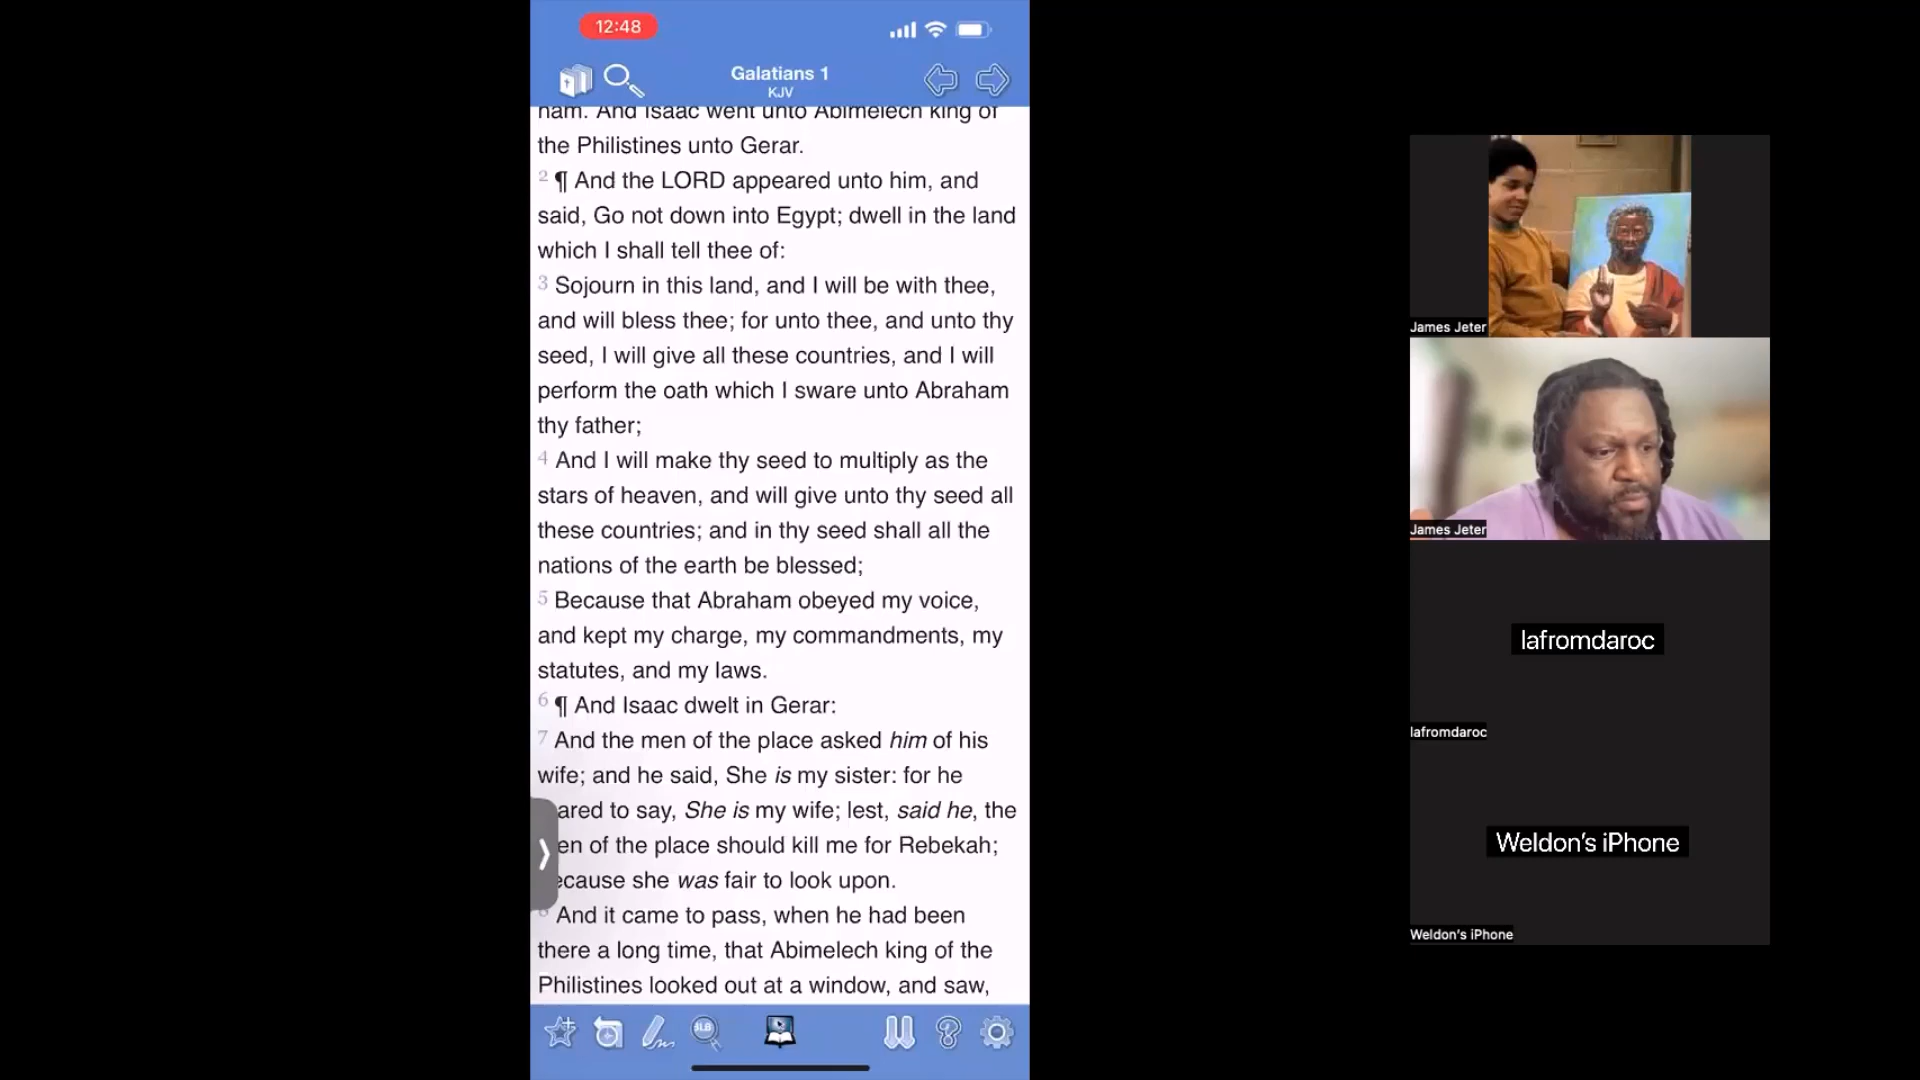 12:48
Galatians 1
KJV
ham. And Isaac went unto Abimelech king of
the Philistines unto Gerar.
2 ¶ And the LORD appeared unto him, and
said, Go not down into Egypt; dwell in the land
which I shall tell thee of:
3 Sojourn in this land, and I will be with thee,
and will bless thee; for unto thee, and unto thy
seed, I will give all these countries, and I will
perform the oath which I sware unto Abraham
thy father;
4 And I will make thy seed to multiply as the
stars of heaven, and will give unto thy seed all
these countries; and in thy seed shall all the
nations of the earth be blessed;
5 Because that Abraham obeyed my voice,
and kept my charge, my commandments, my
statutes, and my laws.
6 ¶ And Isaac dwelt in Gerar:
7 And the men of the place asked him of his
wife; and he said, She is my sister: for he
ared to say, She is my wife; lest, said he, the
en of the place should kill me for Rebekah;
ecause she was fair to look upon.
8 And it came to pass, when he had been
there a long time, that Abimelech king of the
Philistines looked out at a window, and saw,
BLB
James Jeter
James Jeter
lafromdaroc
lafromdaroc
Weldon's iPhone
Weldon's iPhone